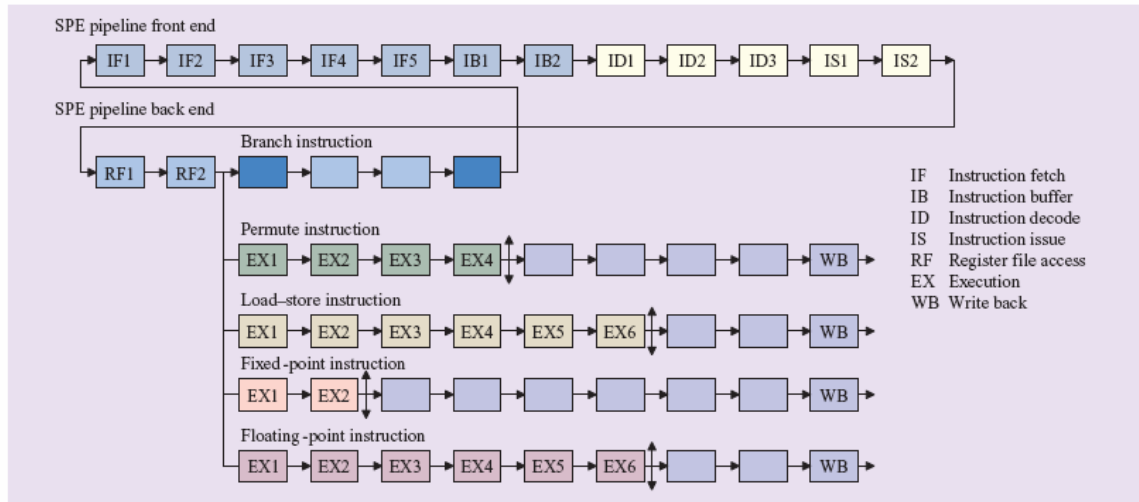 SPE pipeline front end
IF1 IF2 IF3 IF4 IF5 IB1 IB2 ID1 ID2 ID3 IS1 IS2
SPE pipeline back end
Branch instruction
RF1 RF2
Permute instruction
EX1 EX2 EX3 EX4 WB
Load–store instruction
EX1 EX2 EX3 EX4 EX5 EX6 WB
Fixed-point instruction
EX1 EX2 WB
Floating-point instruction
EX1 EX2 EX3 EX4 EX5 EX6 WB
IF Instruction fetch
IB Instruction buffer
ID Instruction decode
IS Instruction issue
RF Register file access
EX Execution
WB Write back